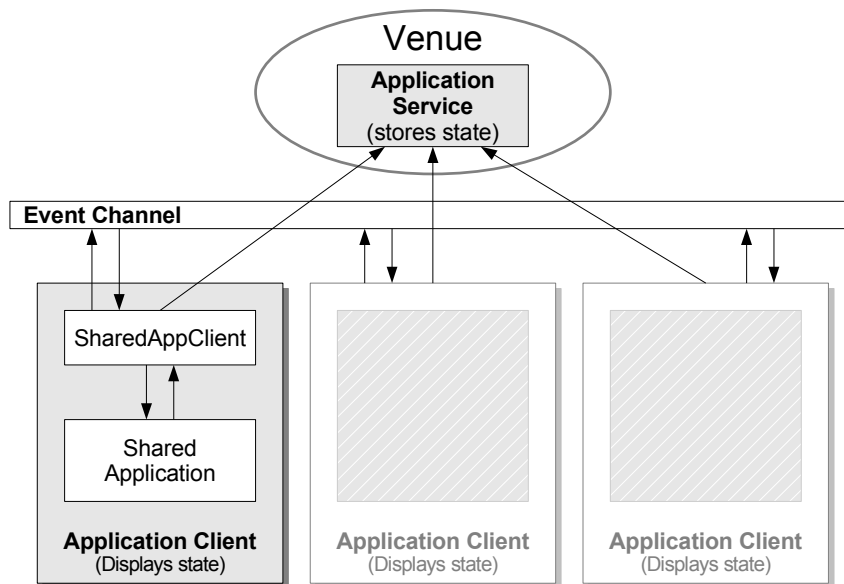 Venue
Application
Service
(stores state)
Event Channel
SharedAppClient
Shared
Application
Application Client
(Displays state)
Application Client
(Displays state)
Application Client
(Displays state)